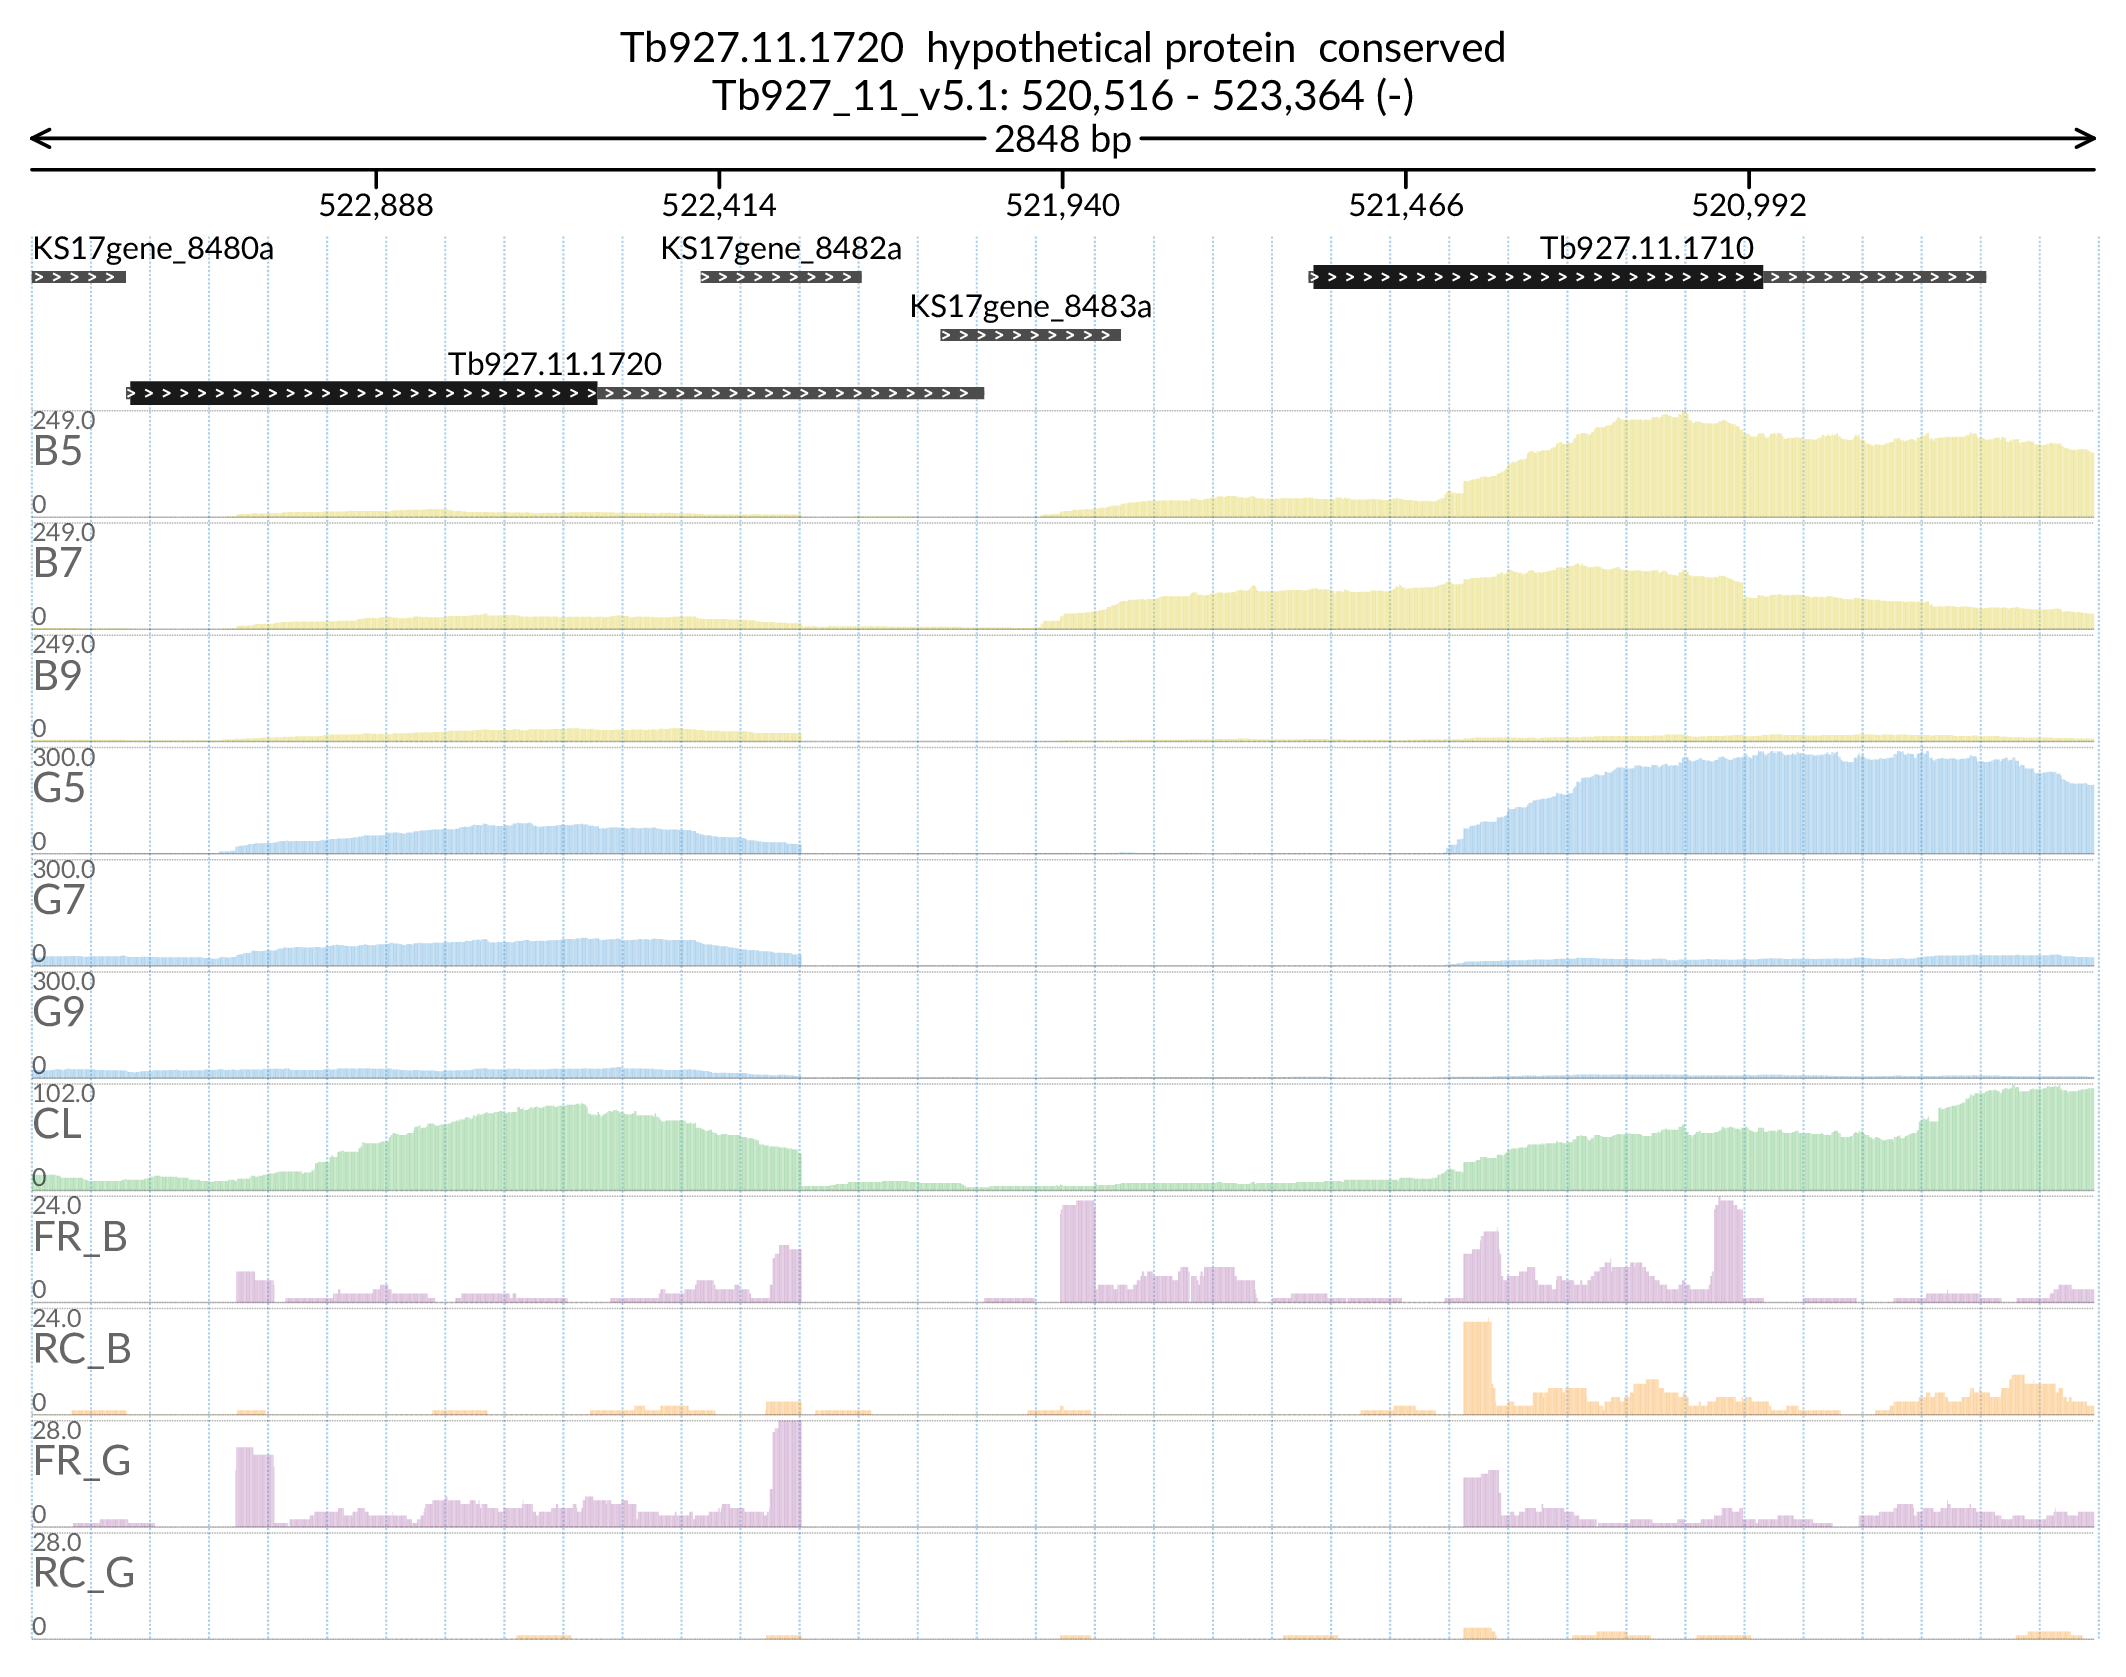 Tb927.11.1720  hypothetical protein  conserved
Tb927_11_v5.1: 520,516 - 523,364 (-)
2848 bp
522,888 522,414 521,940 521,466 520,992
KS17gene_8480a KS17gene_8482a Tb927.11.1710
KS17gene_8483a
Tb927.11.1720
249.0
B5
0
249.0
B7
0
249.0
B9
0
300.0
G5
0
300.0
G7
0
300.0
G9
0
102.0
CL
0
24.0
FR_B
0
24.0
RC_B
0
28.0
FR_G
0
28.0
RC_G
0